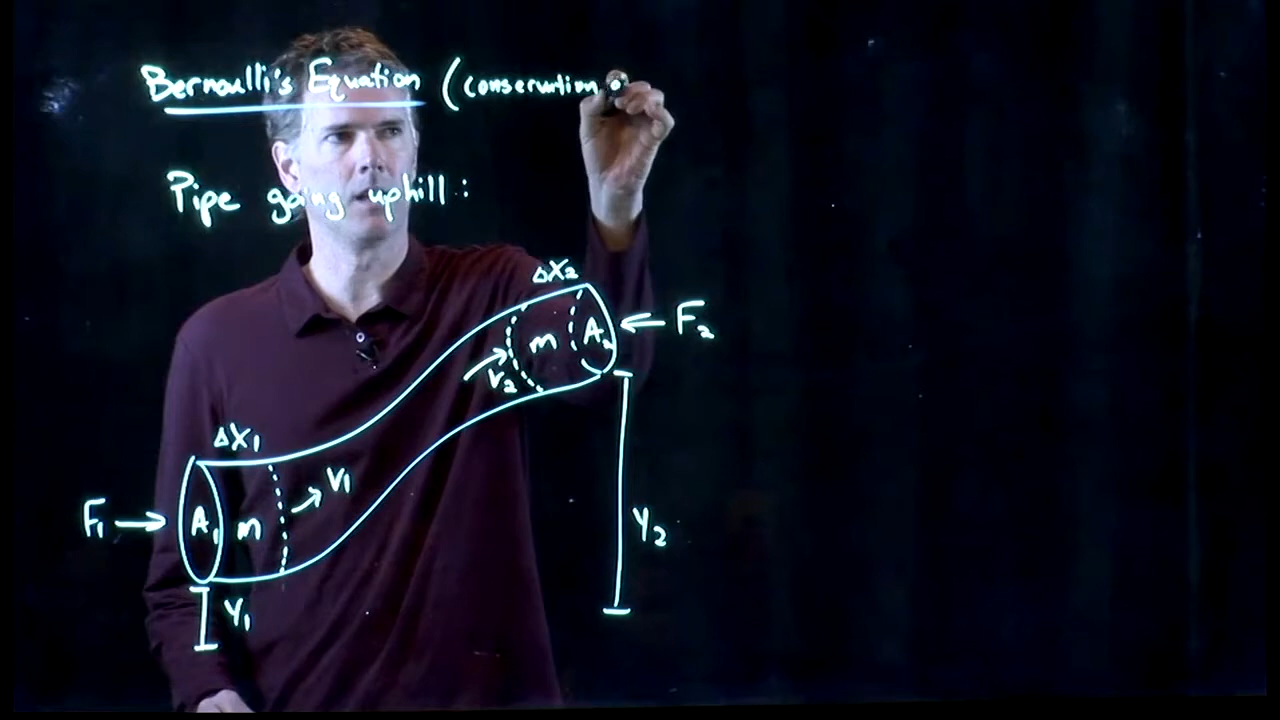 Bernoulli's Equation (conservation o
Pipe going uphill:
ΔX₂
A₂ ← F₂
m
V₂
ΔX₁
V₁
F₁ → A₁ m
Y₂
Y₁